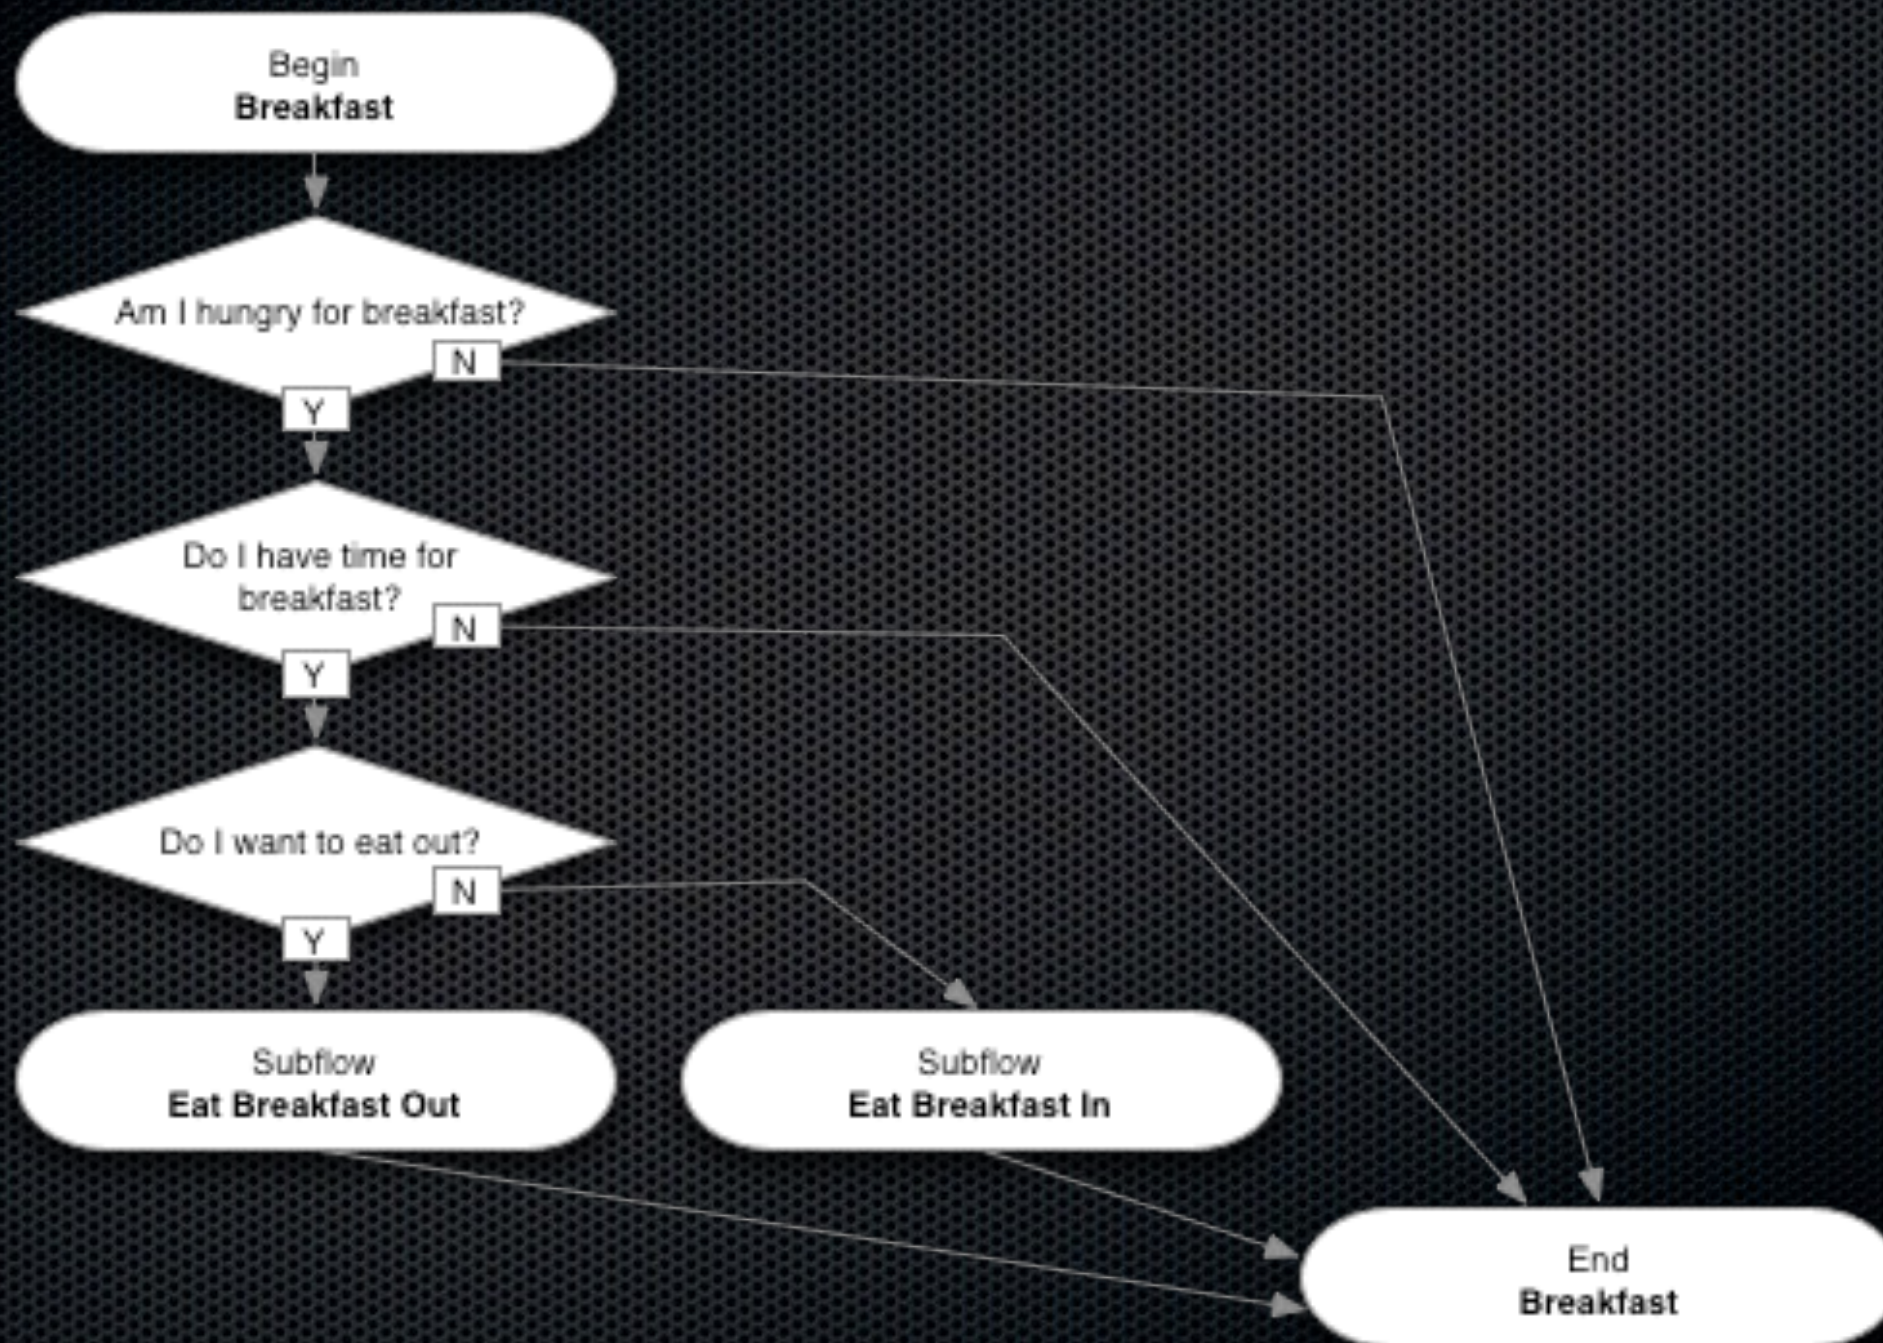 Begin
Breakfast
Am I hungry for breakfast?
N
Y
Do I have time for
breakfast?
N
Y
Do I want to eat out?
N
Y
Subflow
Eat Breakfast Out
Subflow
Eat Breakfast In
End
Breakfast